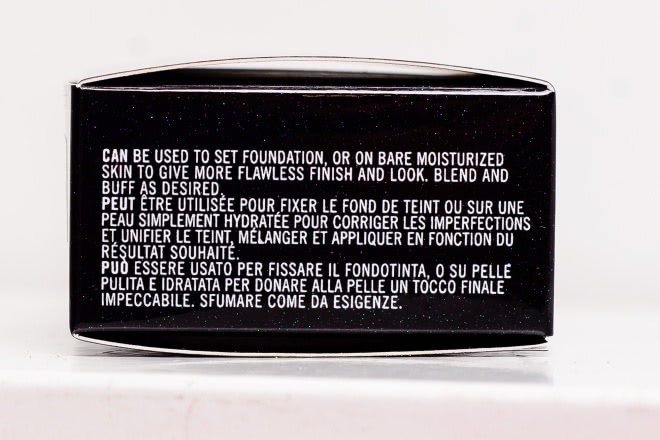 CAN BE USED TO SET FOUNDATION, OR ON BARE MOISTURIZED
SKIN TO GIVE MORE FLAWLESS FINISH AND LOOK. BLEND AND
BUFF AS DESIRED.
PEUT ÊTRE UTILISÉE POUR FIXER LE FOND DE TEINT OU SUR UNE
PEAU SIMPLEMENT HYDRATÉE POUR CORRIGER LES IMPERFECTIONS
ET UNIFIER LE TEINT, MÉLANGER ET APPLIQUER EN FONCTION DU
RÉSULTAT SOUHAITÉ.
PUÒ ESSERE USATO PER FISSARE IL FONDOTINTA, O SU PELLE
PULITA E IDRATATA PER DONARE ALLA PELLE UN TOCCO FINALE
IMPECCABILE. SFUMARE COME DA ESIGENZE.